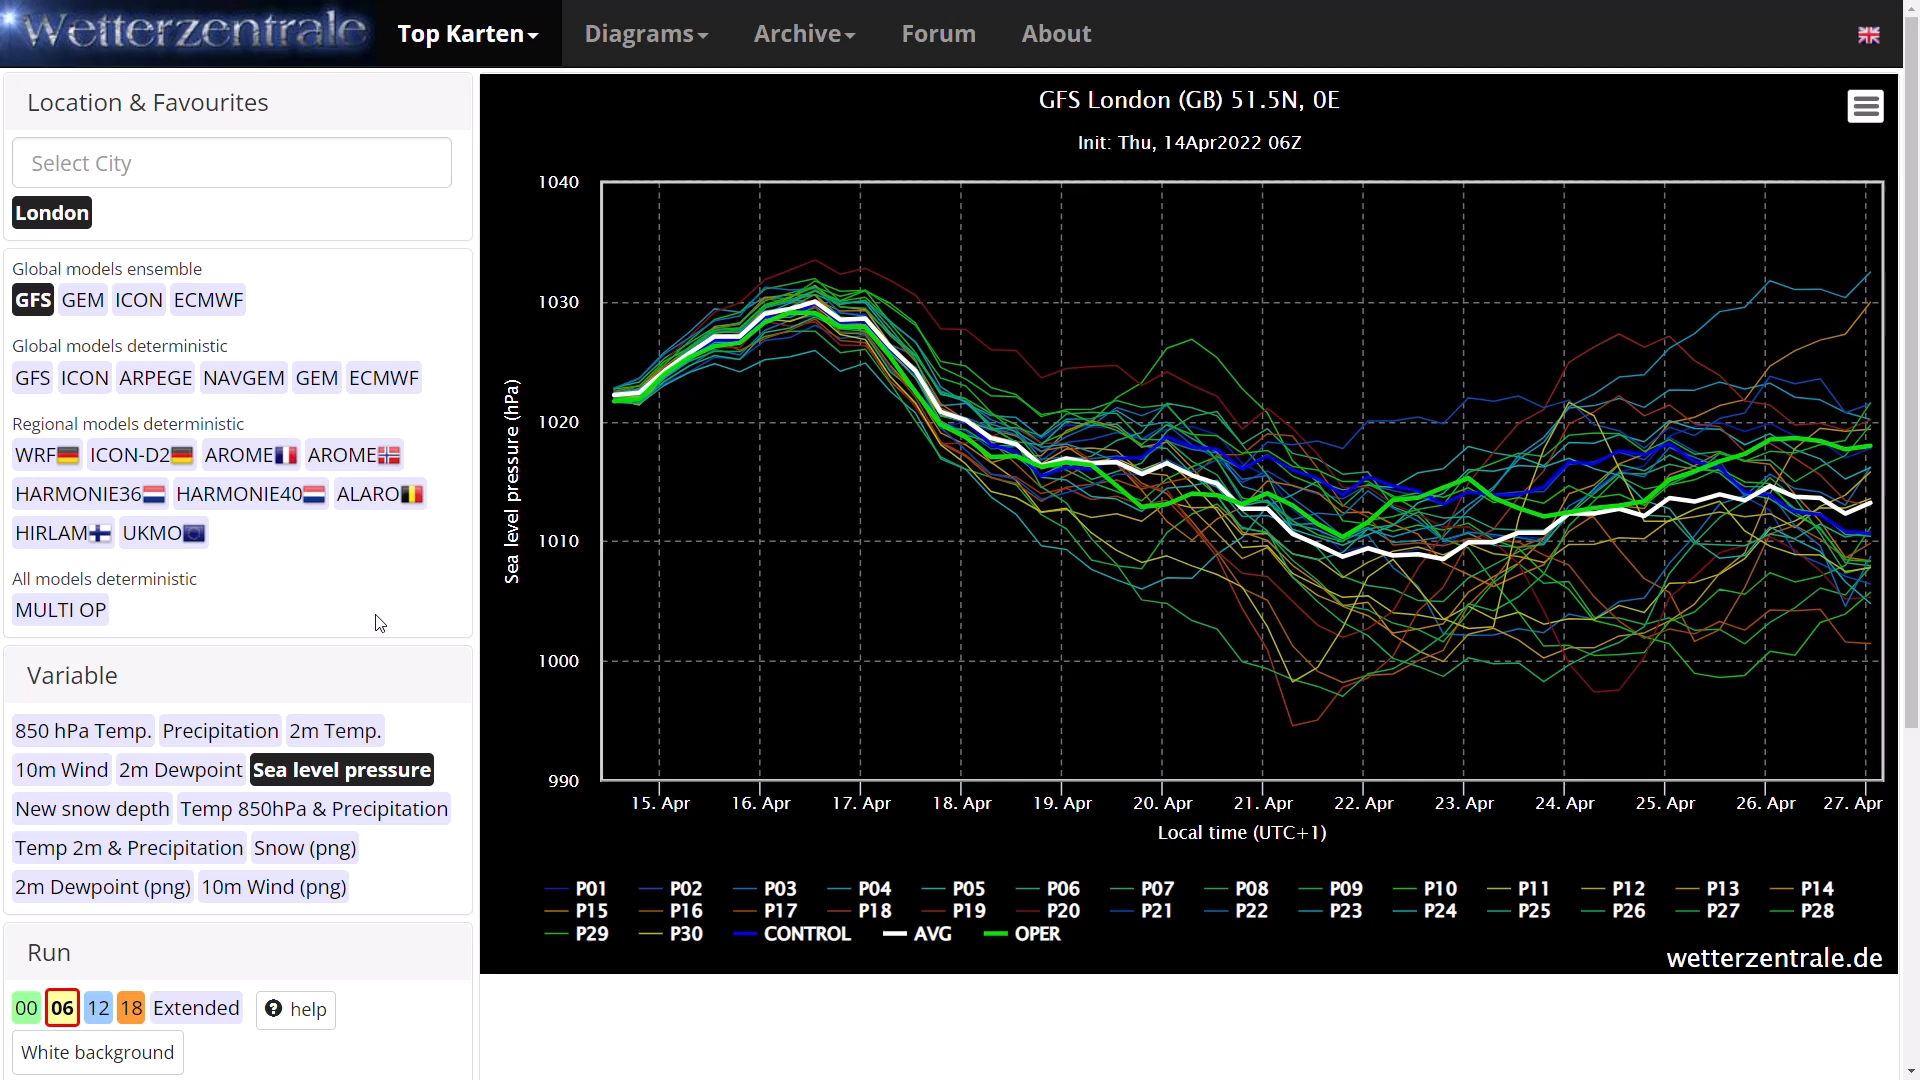 Wetterzentrale Top Karten Diagrams Archive Forum About
Location & Favourites
Select City
London
Global models ensemble
GFS GEM ICON ECMWF
Global models deterministic
GFS ICON ARPEGE NAVGEM GEM ECMWF
Regional models deterministic
WRF ICON-D2 AROME AROME
HARMONIE36 HARMONIE40 ALARO
HIRLAM UKMO
All models deterministic
MULTI OP
Variable
850 hPa Temp. Precipitation 2m Temp.
10m Wind 2m Dewpoint Sea level pressure
New snow depth Temp 850hPa & Precipitation
Temp 2m & Precipitation Snow (png)
2m Dewpoint (png) 10m Wind (png)
Run
00 06 12 18 Extended help
White background
GFS London (GB) 51.5N, 0E
Init: Thu, 14Apr2022 06Z
Sea level pressure (hPa)
1040
1030
1020
1010
1000
990
15. Apr 16. Apr 17. Apr 18. Apr 19. Apr 20. Apr 21. Apr 22. Apr 23. Apr 24. Apr 25. Apr 26. Apr 27. Apr
Local time (UTC+1)
P01 P02 P03 P04 P05 P06 P07 P08 P09 P10 P11 P12 P13 P14
P15 P16 P17 P18 P19 P20 P21 P22 P23 P24 P25 P26 P27 P28
P29 P30 CONTROL AVG OPER
wetterzentrale.de